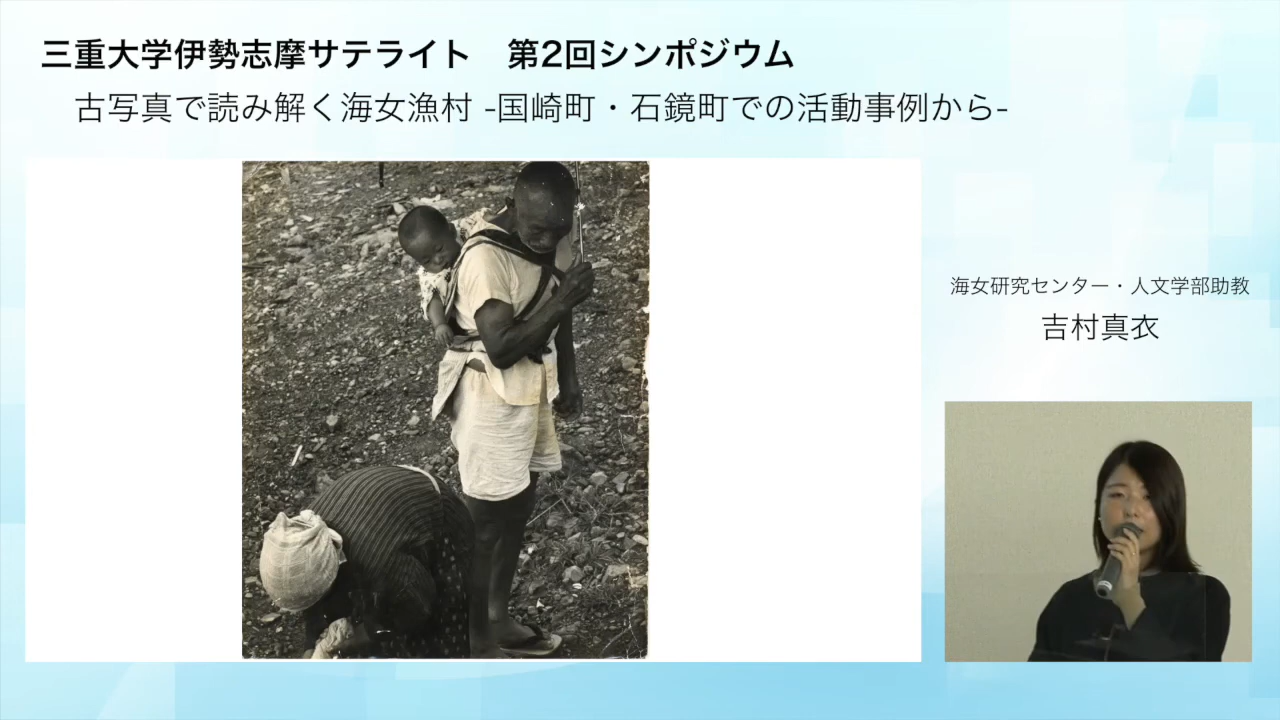 三重大学伊勢志摩サテライト　第2回シンポジウム
古写真で読み解く海女漁村 -国崎町・石鏡町での活動事例から-
海女研究センター・人文学部助教
吉村真衣